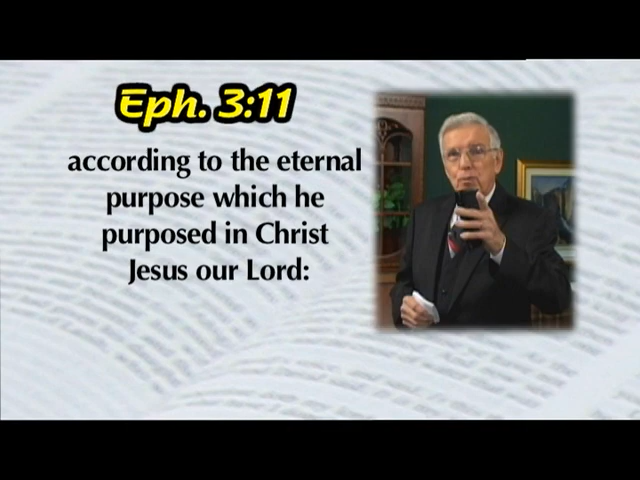 Eph. 3:11
according to the eternal
purpose which he
purposed in Christ
Jesus our Lord: